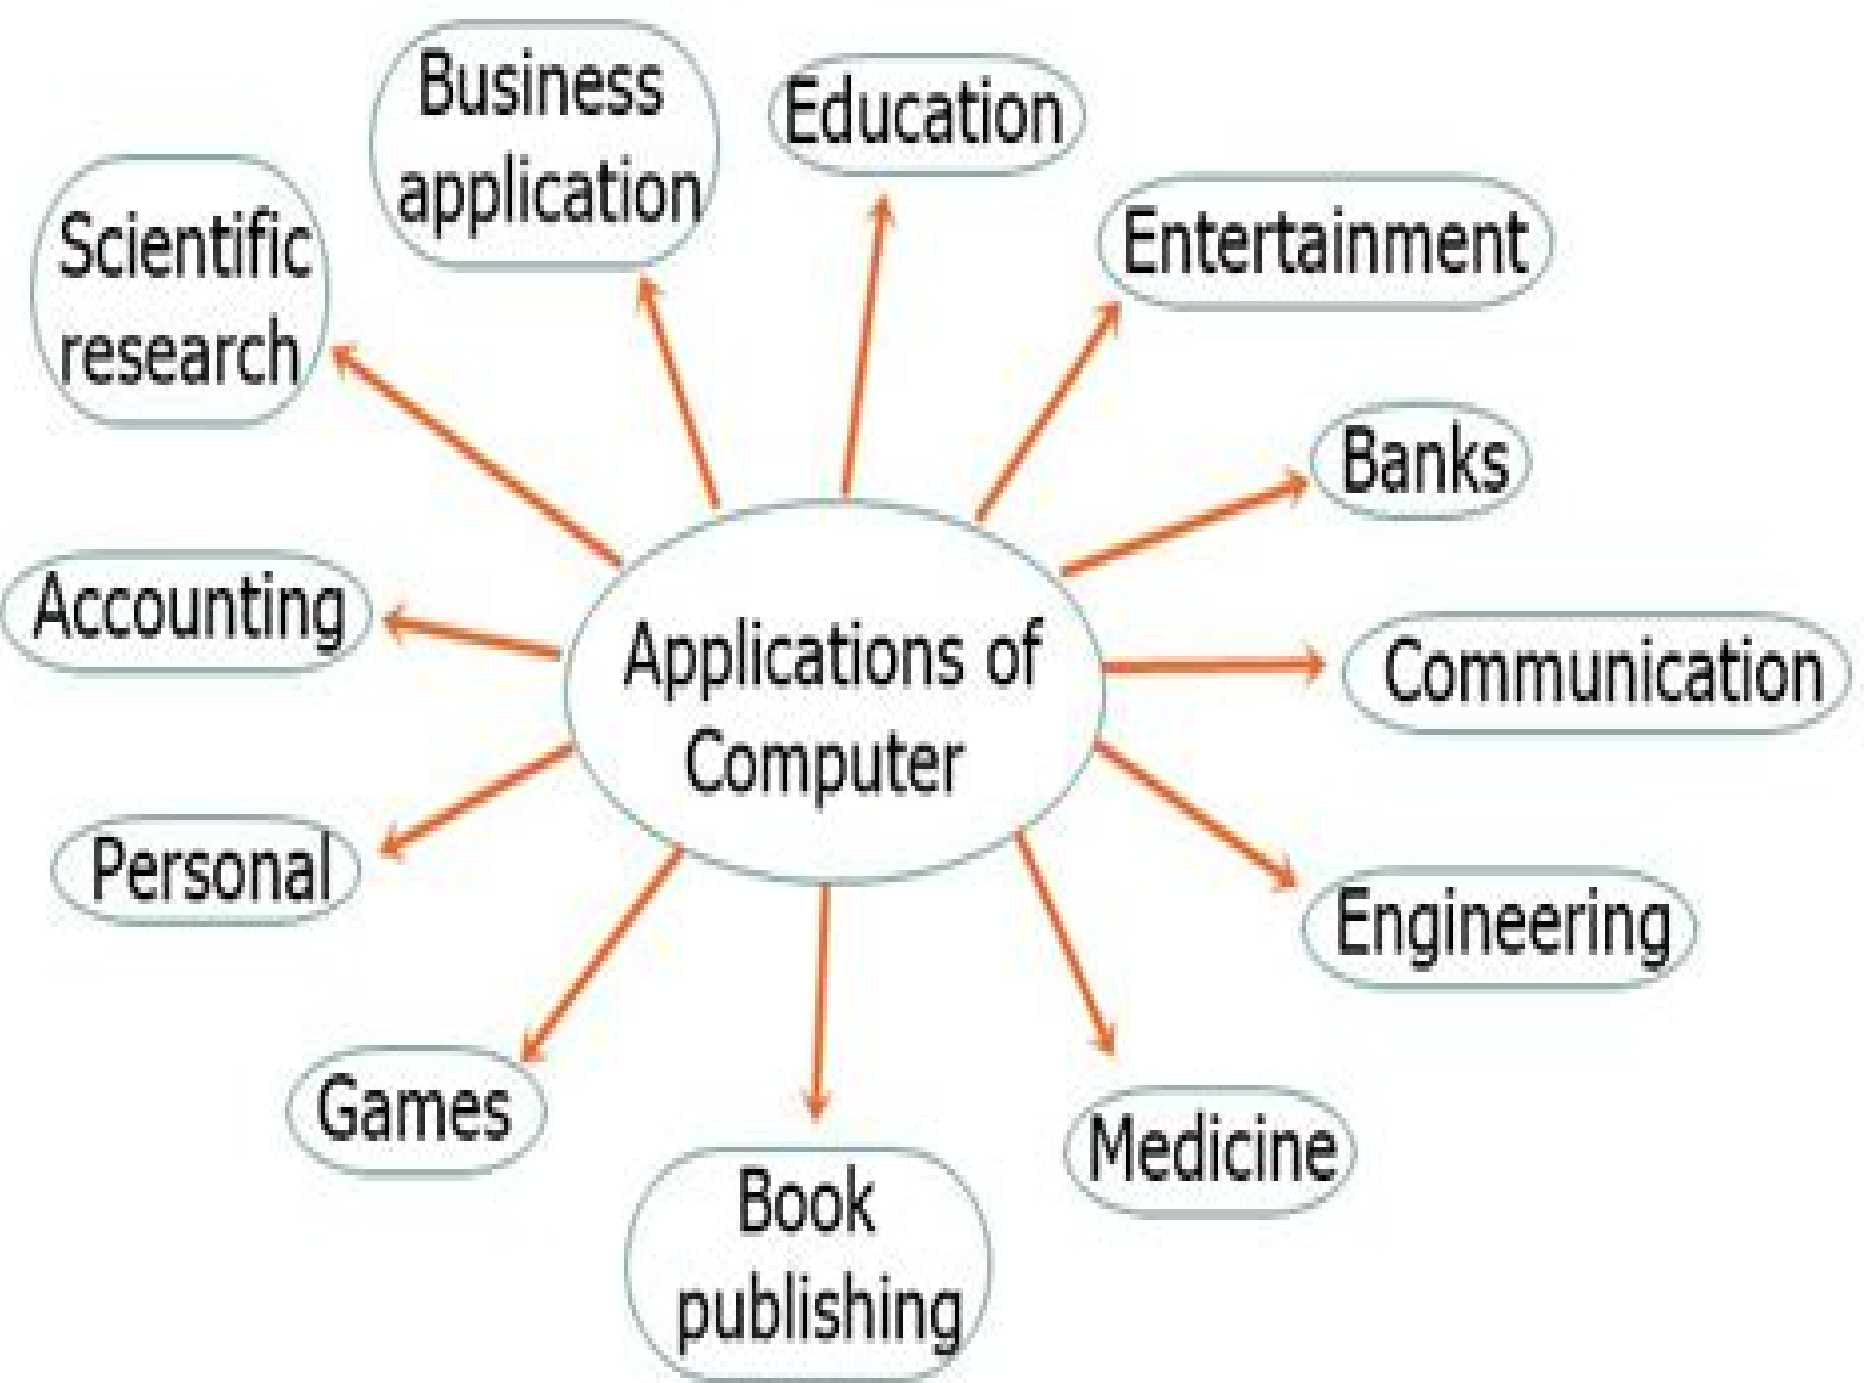 Business
application
Education
Entertainment
Scientific
research
Banks
Accounting
Applications of
Computer
Communication
Personal
Engineering
Games
Medicine
Book
publishing